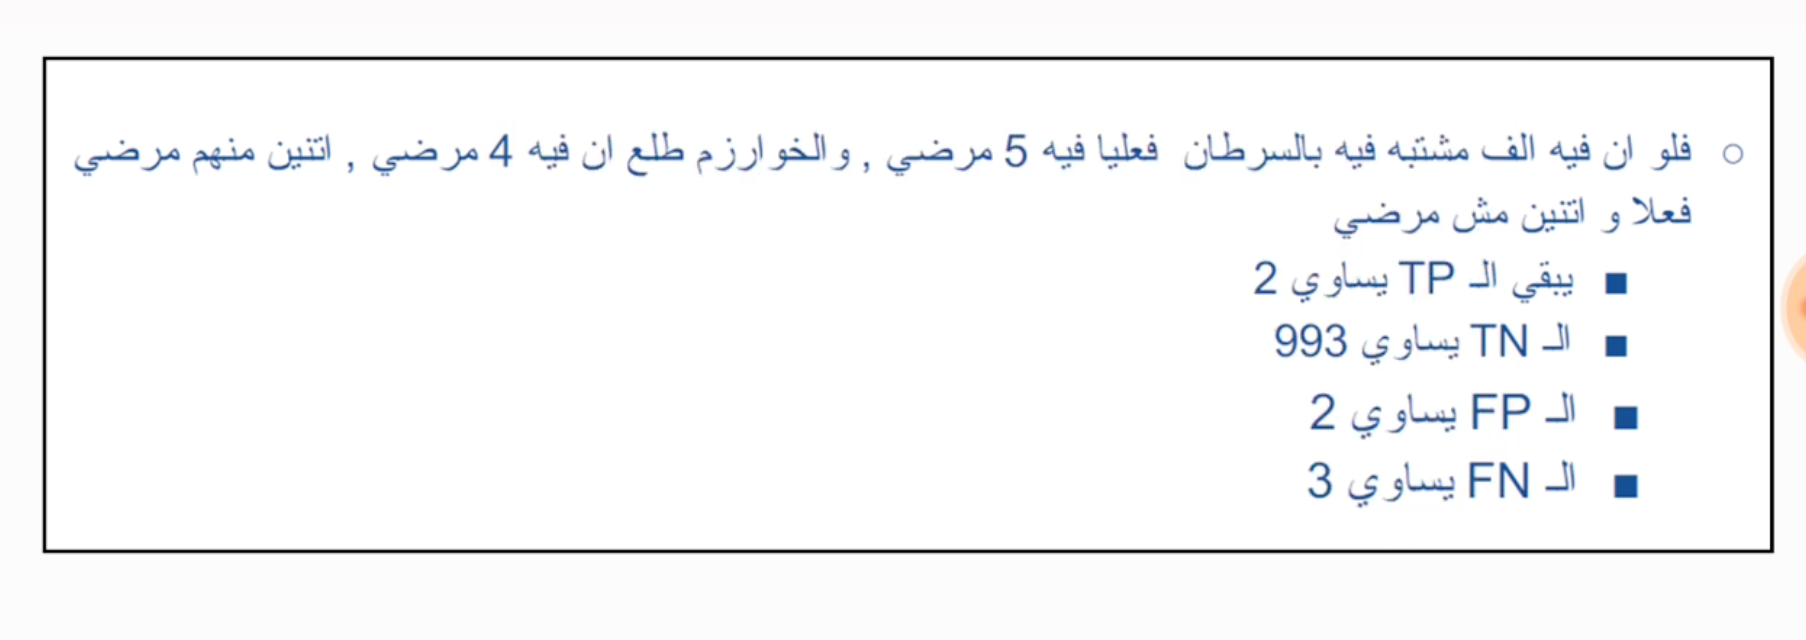 ○ فلو ان فيه الف مشتبه فيه بالسرطان فعليا فيه 5 مرضي , والخوارزم طلع ان فيه 4 مرضي , اتنين منهم مرضي
فعلا و اتنين مش مرضي
■ يبقي الـ TP يساوي 2
■ الـ TN يساوي 993
■ الـ FP يساوي 2
■ الـ FN يساوي 3